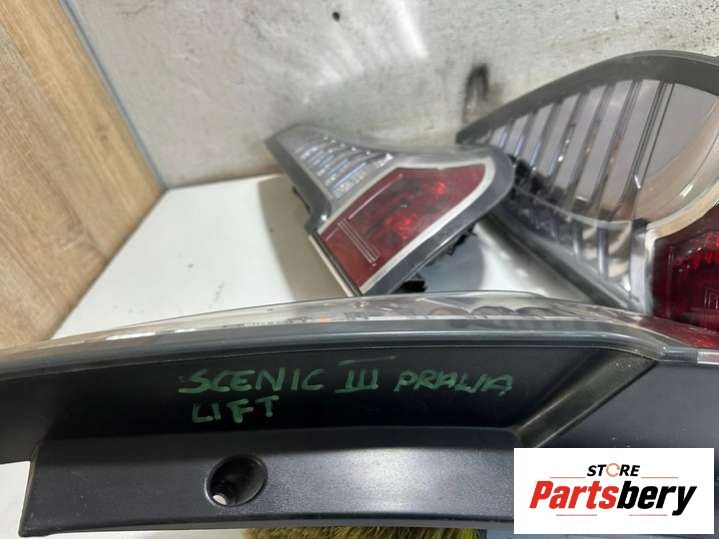 SCENIC III PRAWA
LIFT
STORE
Partsbery